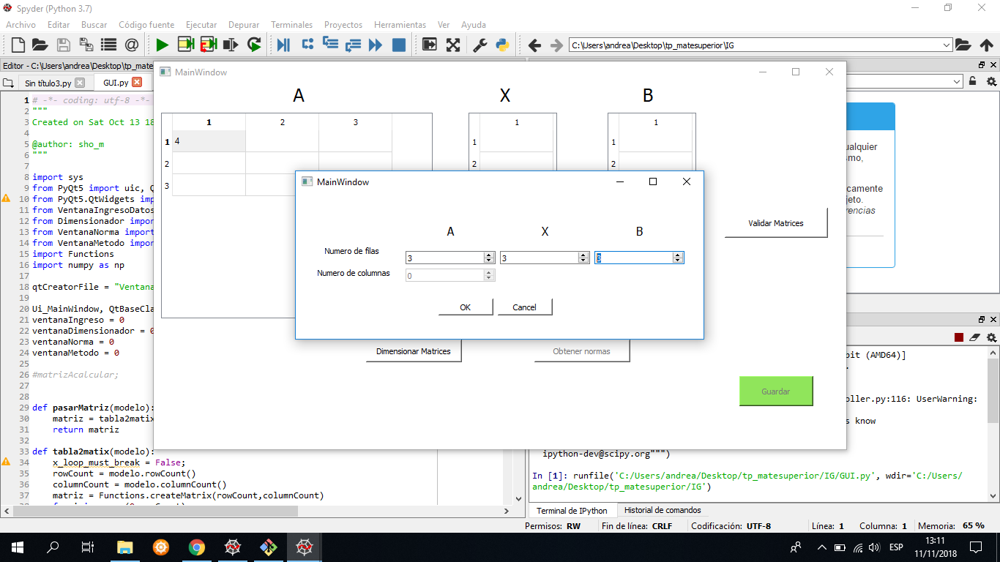 Spyder (Python 3.7)
Archivo Editar Buscar Código fuente Ejecutar Depurar Terminales Proyectos Herramientas Ver Ayuda
C:\Users\andrea\Desktop\tp_matesuperior\IG
Editor - C:\Users\andrea\Desktop\tp_mate
MainWindow
Sin título3.py GUI.py
A X B
1 2 3 1 1
1 4 1 1
2 2 2
3
MainWindow
A X B
Numero de filas 3 3 3
Numero de columnas 0
OK Cancel
Validar Matrices
Dimensionar Matrices Obtener normas
Guardar
1 # -*- coding: utf-8 -*-
2 """
3 Created on Sat Oct 13 18
4
5 @author: sho_m
6 """
7
8 import sys
9 from PyQt5 import uic, Q
10 from PyQt5.QtWidgets imp
11 from VentanaIngresoDatos
12 from Dimensionador impor
13 from VentanaNorma import
14 from VentanaMetodo impor
15 import Functions
16 import numpy as np
17
18 qtCreatorFile = "Ventana
19
20 Ui_MainWindow, QtBaseCla
21 ventanaIngreso = 0
22 ventanaDimensionador = 0
23 ventanaNorma = 0
24 ventanaMetodo = 0
25
26 #matrizAcalcular;
27
28
29 def pasarMatriz(modelo):
30 matriz = tabla2matix
31 return matriz
32
33 def tabla2matix(modelo):
34 x_loop_must_break = False;
35 rowCount = modelo.rowCount()
36 columnCount = modelo.columnCount()
37 matriz = Functions.createMatrix(rowCount,columnCount)
ualquier
smo,
icamente
jeto.
rencias
bit (AMD64)]
.
oller.py:116: UserWarning:
s know
ipython-dev@scipy.org""")
In [1]: runfile('C:/Users/andrea/Desktop/tp_matesuperior/IG/GUI.py', wdir='C:/Users/
andrea/Desktop/tp_matesuperior/IG')
Terminal de IPython Historial de comandos
Permisos: RW Fin de línea: CRLF Codificación: UTF-8 Línea: 1 Columna: 1 Memoria: 65 %
ESP
13:11
11/11/2018